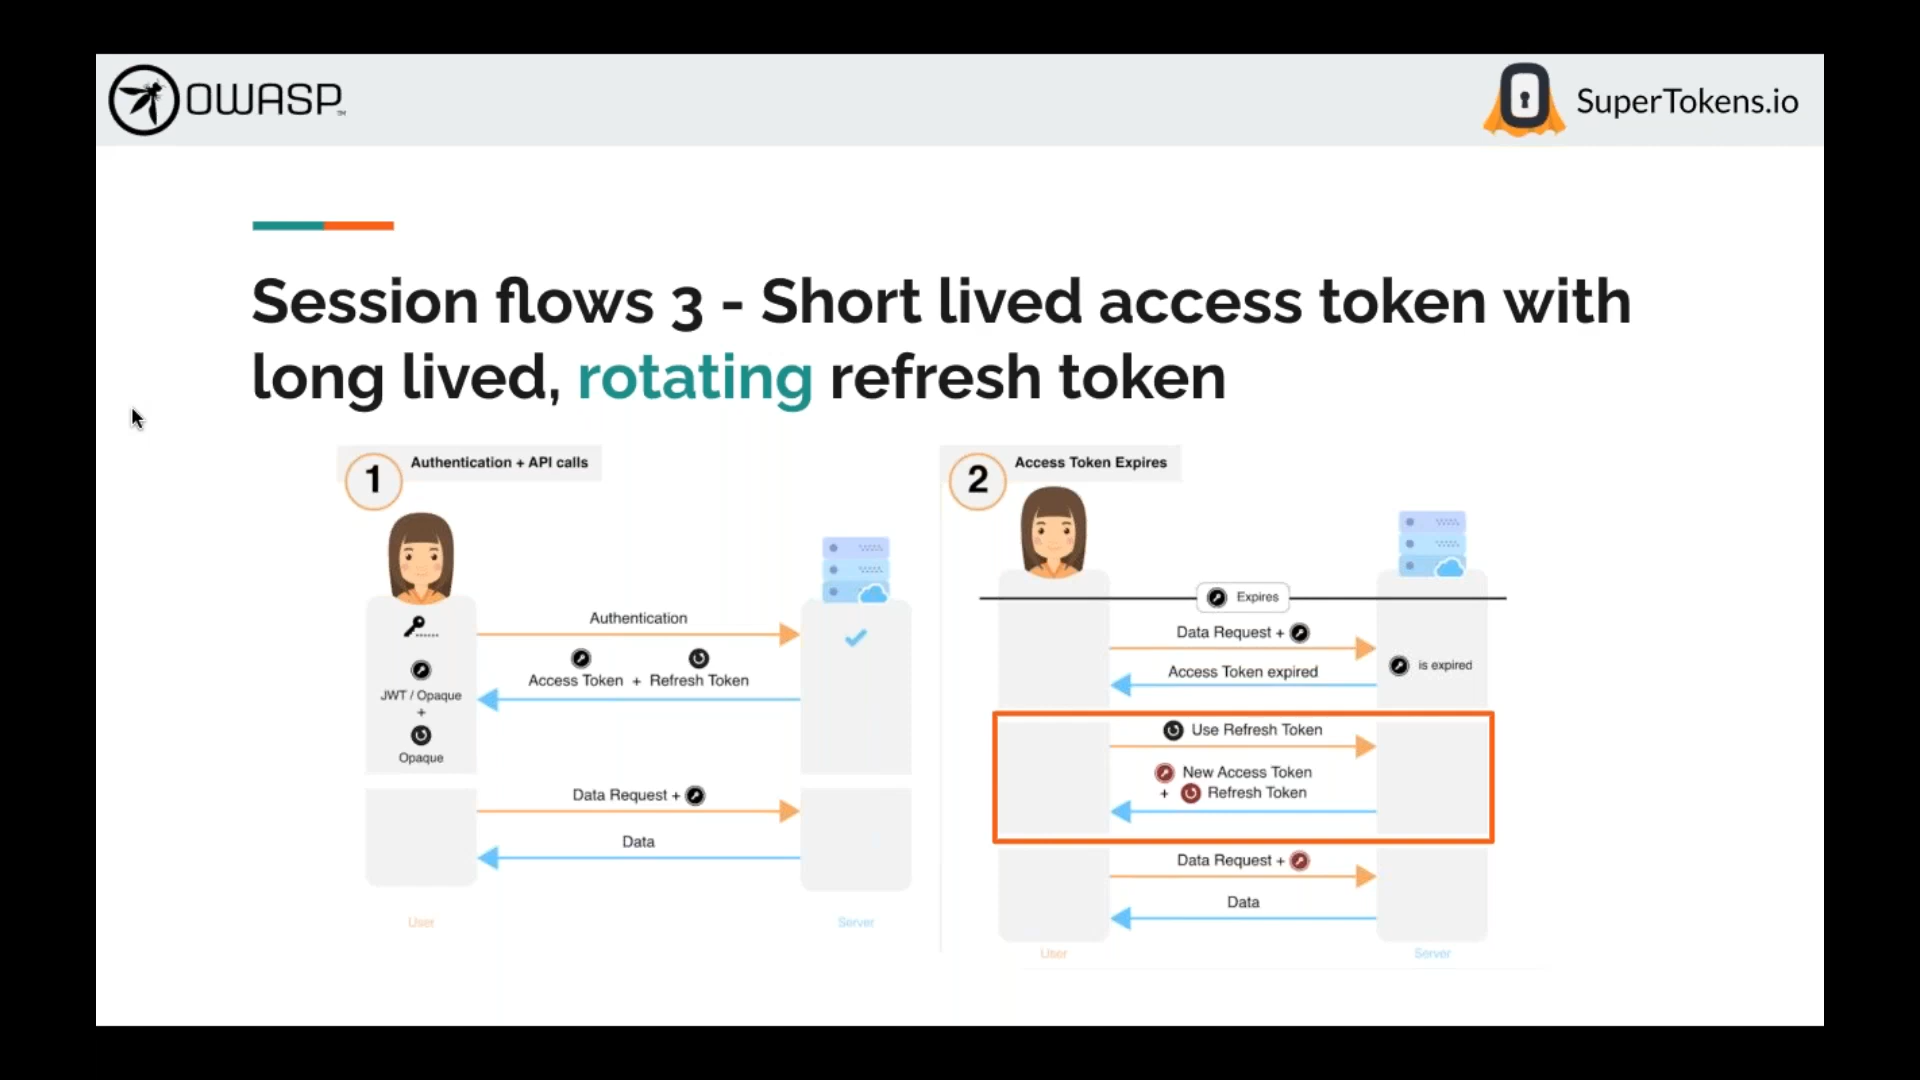 OWASP™
SuperTokens.io
Session flows 3 - Short lived access token with
long lived, rotating refresh token
1
Authentication + API calls
Authentication
Access Token + Refresh Token
JWT / Opaque
+
Opaque
Data Request +
Data
User
Server
2
Access Token Expires
Expires
Data Request +
is expired
Access Token expired
Use Refresh Token
New Access Token
+ Refresh Token
Data Request +
Data
User
Server